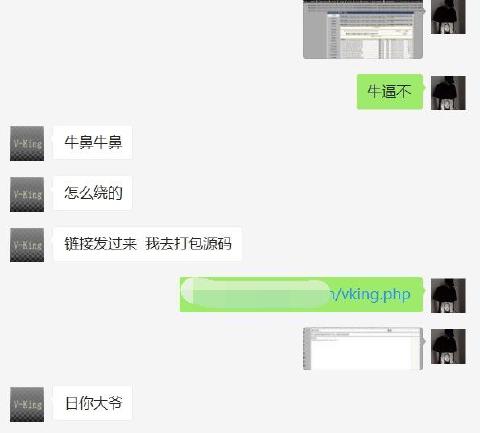 牛逼不
V-King
牛鼻牛鼻
V-King
怎么绕的
V-King
链接发过来 我去打包源码
/vking.php
V-King
日你大爷